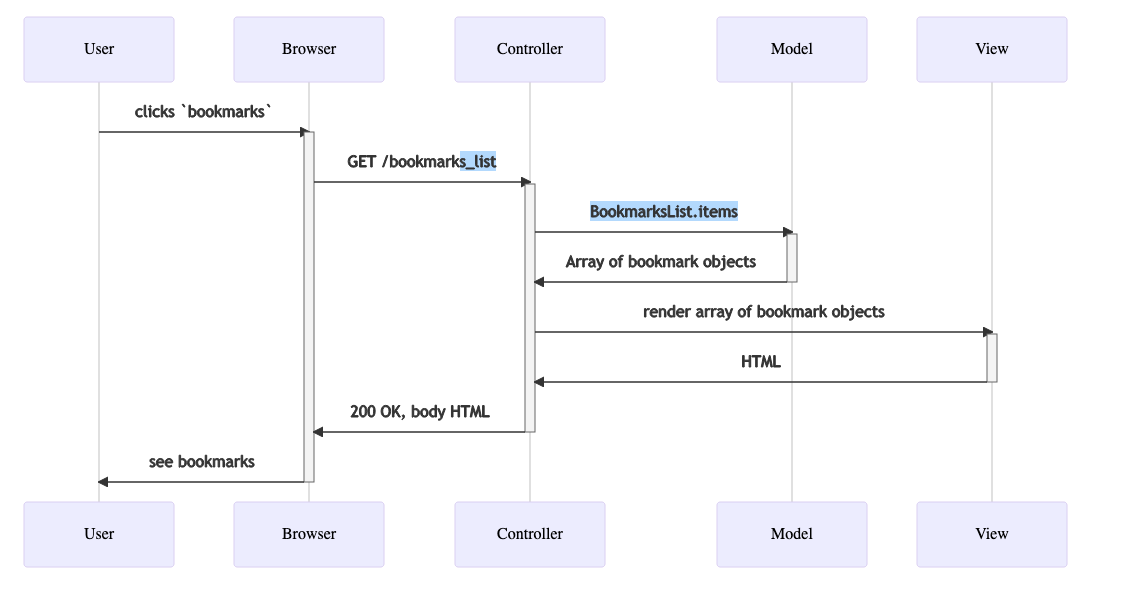 User
Browser
Controller
Model
View
clicks `bookmarks`
GET /bookmarks_list
BookmarksList.items
Array of bookmark objects
render array of bookmark objects
HTML
200 OK, body HTML
see bookmarks
User
Browser
Controller
Model
View